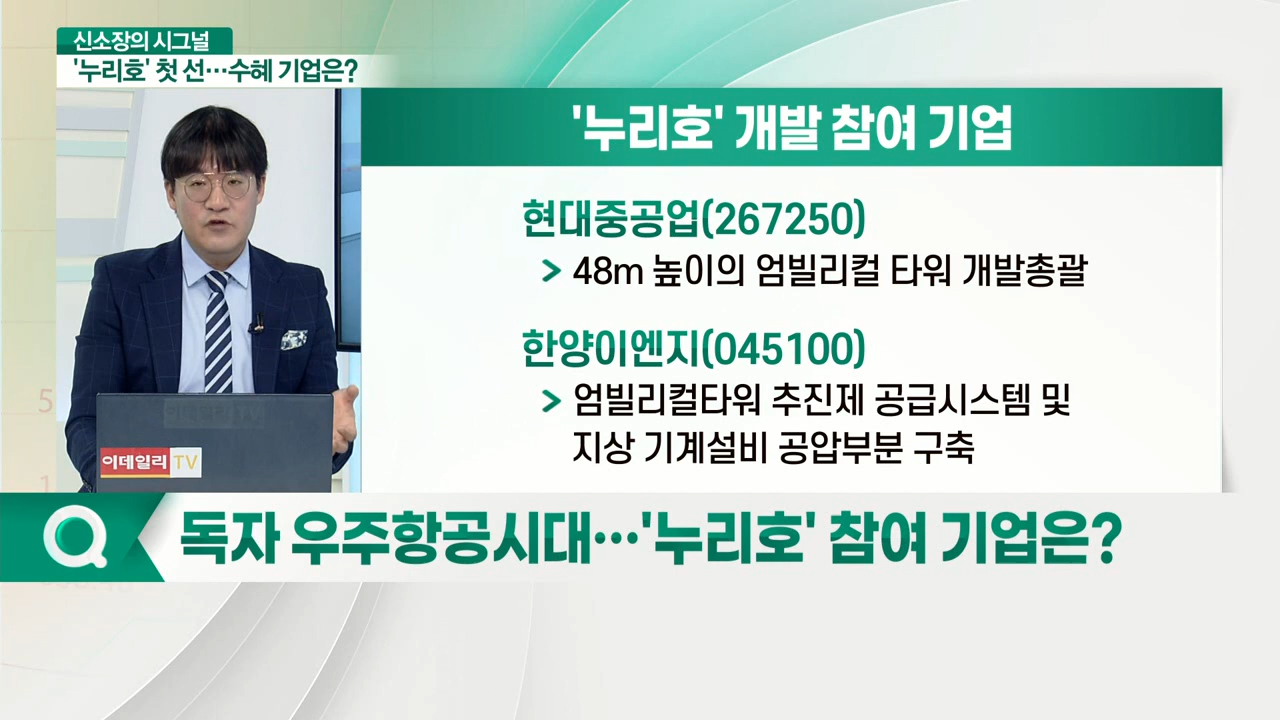 신소장의 시그널
'누리호' 첫 선…수혜 기업은?
'누리호' 개발 참여 기업
현대중공업(267250)
> 48m 높이의 엄빌리컬 타워 개발총괄
한양이엔지(045100)
> 엄빌리컬타워 추진제 공급시스템 및
지상 기계설비 공압부분 구축
이데일리 TV
독자 우주항공시대…'누리호' 참여 기업은?